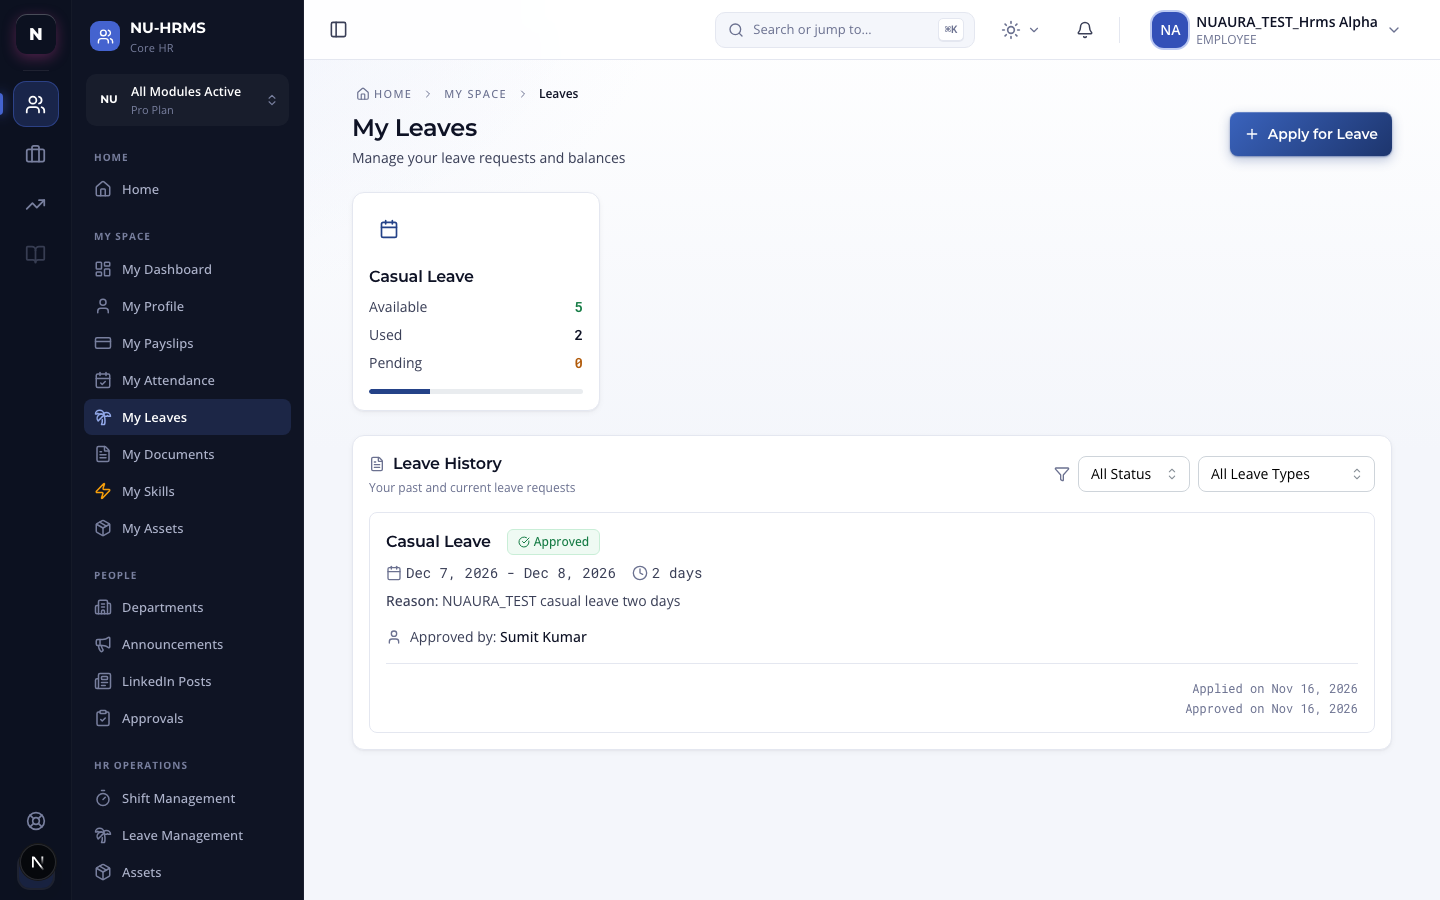 N
NU-HRMS
Core HR
NU
All Modules Active
Pro Plan
HOME
Home
MY SPACE
My Dashboard
My Profile
My Payslips
My Attendance
My Leaves
My Documents
My Skills
My Assets
PEOPLE
Departments
Announcements
LinkedIn Posts
Approvals
HR OPERATIONS
Shift Management
Leave Management
Assets
N
Search or jump to...
⌘K
NA
NUAURA_TEST_Hrms Alpha
EMPLOYEE
HOME > MY SPACE > Leaves
My Leaves
Manage your leave requests and balances
+ Apply for Leave
Casual Leave
Available 5
Used 2
Pending 0
Leave History
Your past and current leave requests
All Status
All Leave Types
Casual Leave Approved
Dec 7, 2026 - Dec 8, 2026 2 days
Reason: NUAURA_TEST casual leave two days
Approved by: Sumit Kumar
Applied on Nov 16, 2026
Approved on Nov 16, 2026